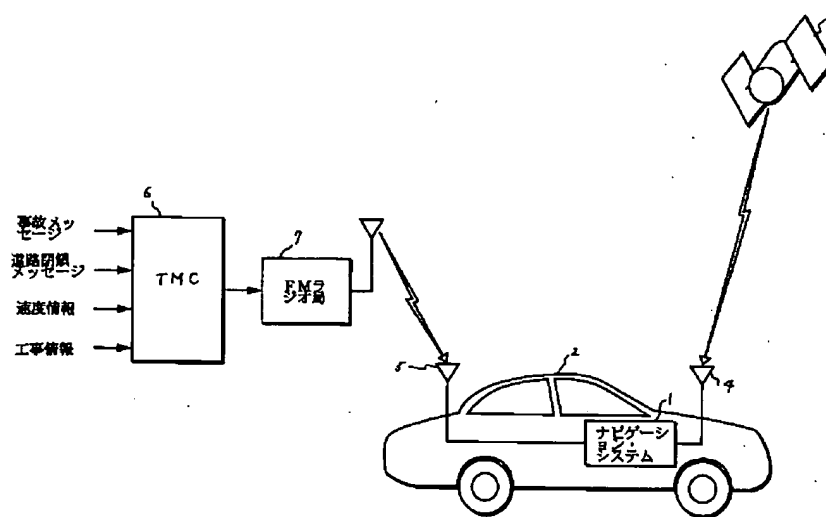 6
事故メッ
セージ
道路閉鎖
メッセージ
速度情報
工事情報
TMC
7
FMラ
ジオ局
5
2
4
1
ナビゲーシ
ョン・
システム